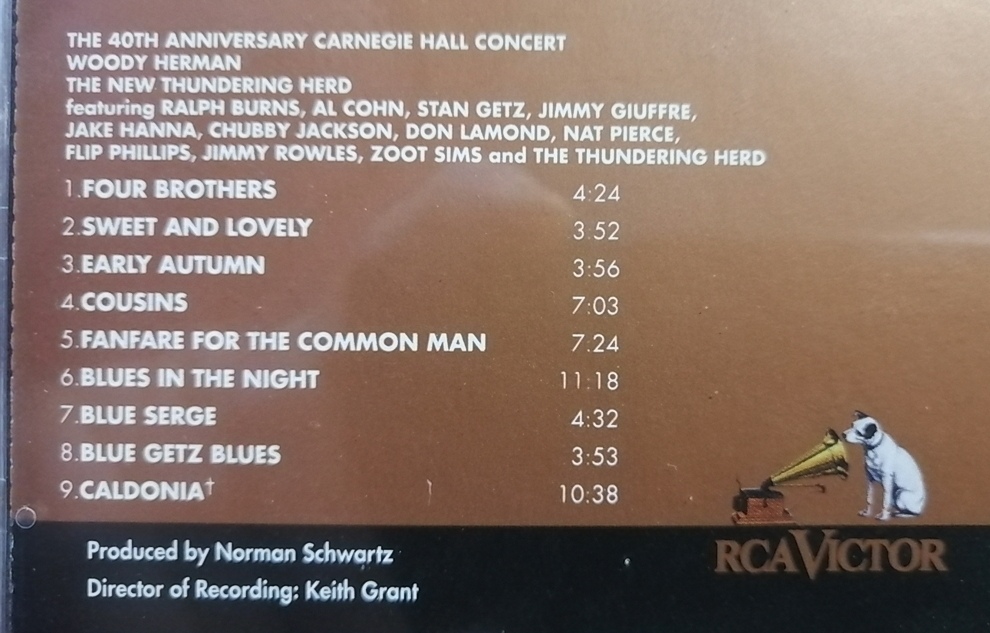 THE 40TH ANNIVERSARY CARNEGIE HALL CONCERT
WOODY HERMAN
THE NEW THUNDERING HERD
featuring RALPH BURNS, AL COHN, STAN GETZ, JIMMY GIUFFRE,
JAKE HANNA, CHUBBY JACKSON, DON LAMOND, NAT PIERCE,
FLIP PHILLIPS, JIMMY ROWLES, ZOOT SIMS and THE THUNDERING HERD
1.FOUR BROTHERS 4:24
2.SWEET AND LOVELY 3:52
3.EARLY AUTUMN 3:56
4.COUSINS 7:03
5.FANFARE FOR THE COMMON MAN 7:24
6.BLUES IN THE NIGHT 11:18
7.BLUE SERGE 4:32
8.BLUE GETZ BLUES 3:53
9.CALDONIA† 10:38
Produced by Norman Schwartz
Director of Recording: Keith Grant
RCA VICTOR